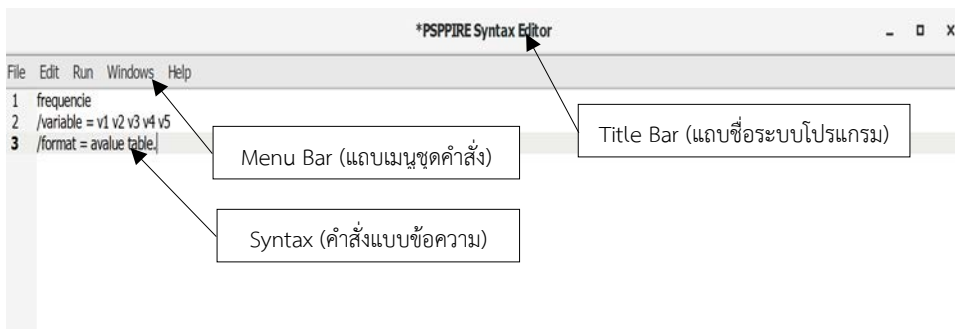 *PSPPIRE Syntax Editor
File Edit Run Windows Help
1 frequencie
2 /variable = v1 v2 v3 v4 v5
3 /format = avalue table.
Title Bar (แถบชื่อระบบโปรแกรม)
Menu Bar (แถบเมนูชุดคำสั่ง)
Syntax (คำสั่งแบบข้อความ)